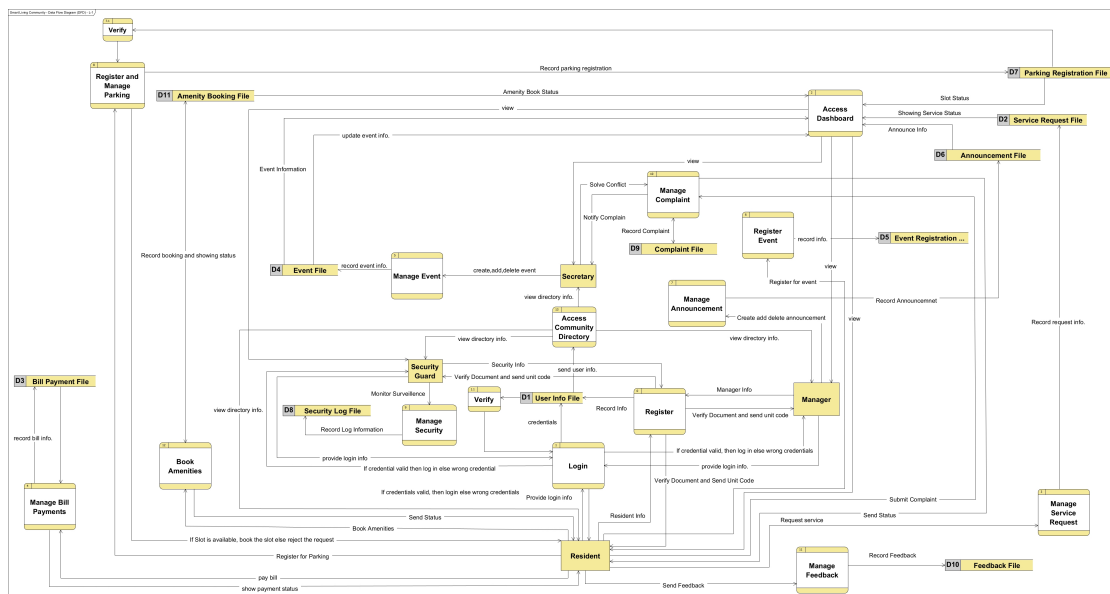 Smart Living Community - Data Flow Diagram (DFD) - L-1
Verify
Register and
Manage
Parking
Record parking registration
D7 Parking Registration File
D11 Amenity Booking File
Amenity Book Status
view
Access
Dashboard
Slot Status
Showing Service Status
D2 Service Request File
Announce Info
update event info.
D6 Announcement File
Event Information
view
Solve Conflict
Manage
Complaint
Notify Complain
Record Complaint
Register
Event
record info.
D5 Event Registration ...
D9 Complaint File
Record booking and showing status
D4 Event File
record event info.
Manage Event
create,add,delete event
Secretary
view
Register for event
Manage
Announcement
Record Announcemnet
view directory info.
Access
Community
Directory
Create add delete announcement
view
Record request info.
view directory info.
view directory info.
Security
Guard
Security Info
send user info.
Verify Document and send unit code
D3 Bill Payment File
Monitor Surveillence
Verify
D1 User Info File
Register
Manager Info
Manager
view directory info.
D8 Security Log File
Manage
Security
Record Info
Verify Document and send unit code
credentials
Record Log Information
record bill info.
Book
Amenities
provide login info
Login
If credential valid, then log in else wrong credentials
If credential valid then log in else wrong credential
provide login info.
Verify Document and Send Unit Code
Manage Bill
Payments
If credentials valid, then login else wrong credentials
Provide login info
Submit Complaint
Manage
Service
Request
Send Status
Resident Info
Send Status
Request service
Book Amenities
If Slot is available, book the slot else reject the request
Register for Parking
Resident
Record Feedback
Manage
Feedback
D10 Feedback File
pay bill
Send Feedback
show payment status